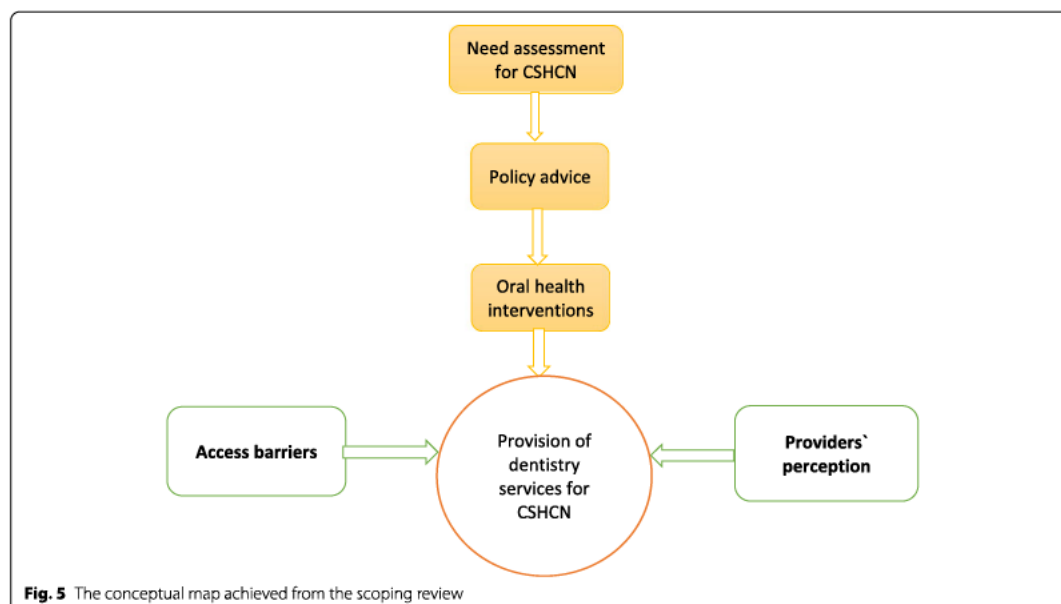 Need assessment
for CSHCN
Policy advice
Oral health
interventions
Access barriers
Provision of
dentistry
services for
CSHCN
Providers`
perception
Fig. 5 The conceptual map achieved from the scoping review